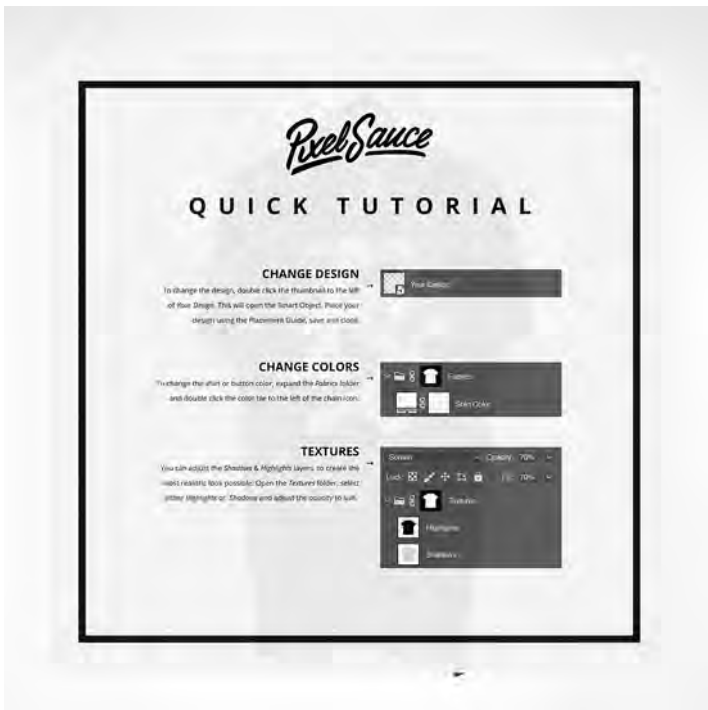 PixelSauce
QUICK TUTORIAL
CHANGE DESIGN
To change the design, double click the thumbnail to the left
of Your Design. This will open the Smart Object. Place your
design using the Placement Guide, save and close.
→
Your Design
CHANGE COLORS
To change the shirt or button color, expand the Fabrics folder
and double click the color tile to the left of the chain icon.
→
Fabrics
Shirt Color
TEXTURES
You can adjust the Shadows & Highlights layers, to create the
most realistic look possible. Open the Textures folder, select
either Highlights or Shadows and adjust the opacity to suit.
→
Screen Opacity: 70%
Lock: Fill: 70%
Textures
Highlights
Shadows